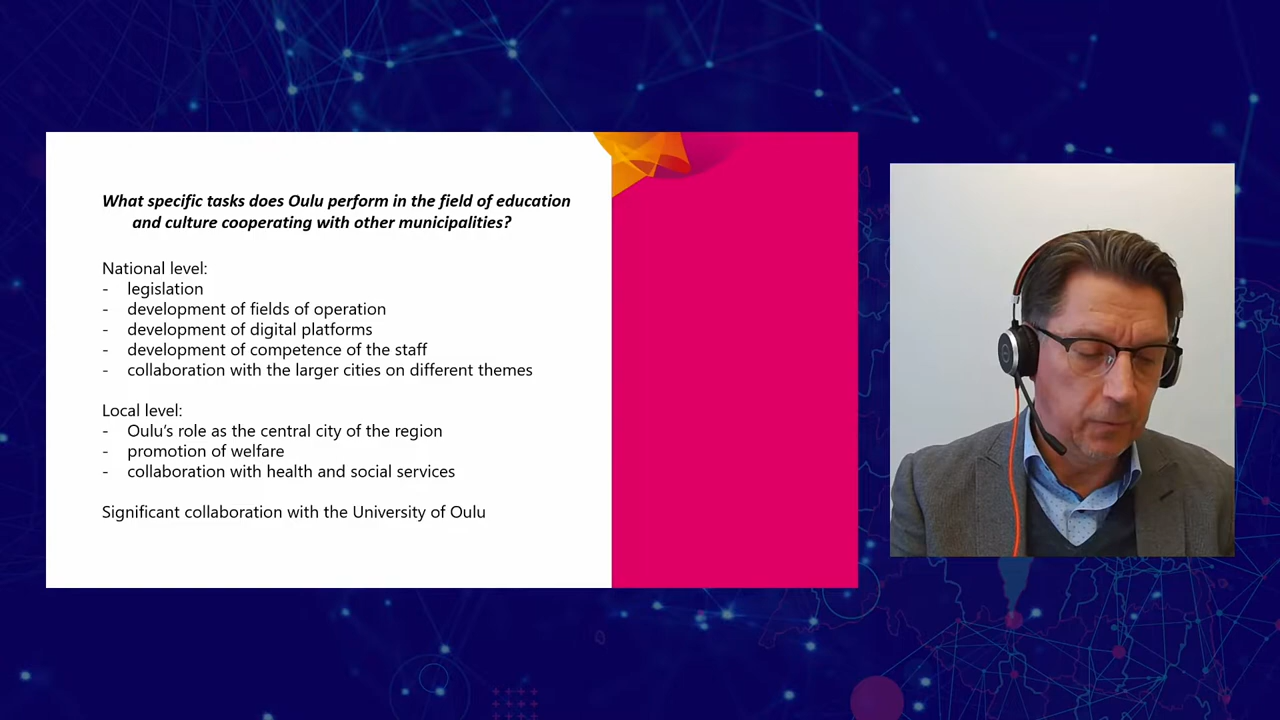 What specific tasks does Oulu perform in the field of education
and culture cooperating with other municipalities?
National level:
- legislation
- development of fields of operation
- development of digital platforms
- development of competence of the staff
- collaboration with the larger cities on different themes
Local level:
- Oulu’s role as the central city of the region
- promotion of welfare
- collaboration with health and social services
Significant collaboration with the University of Oulu